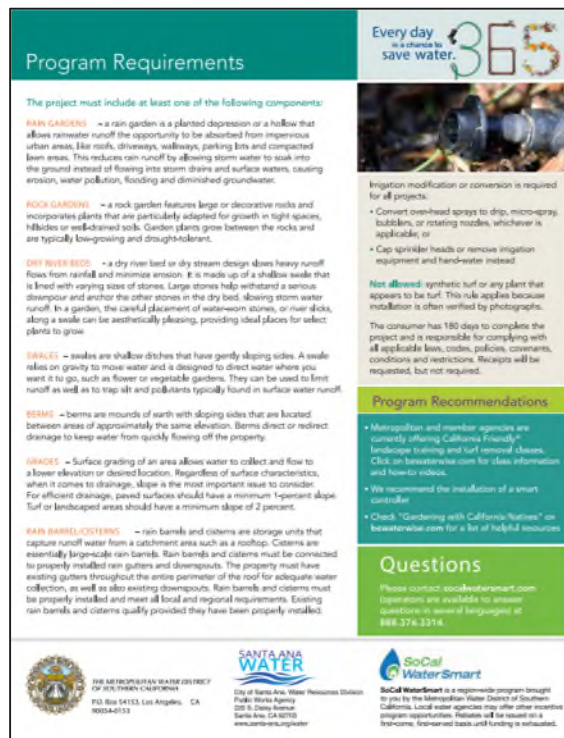 Program Requirements
Every day
is a chance to
save water.
365
The project must include at least one of the following components:
RAIN GARDENS – a rain garden is a planted depression or a hollow that
allows rainwater runoff the opportunity to be absorbed from impervious
urban areas, like roofs, driveways, walkways, parking lots and compacted
lawn areas. This reduces rain runoff by allowing storm water to soak into
the ground instead of flowing into storm drains and surface waters, causing
erosion, water pollution, flooding and diminished groundwater.
ROCK GARDENS – a rock garden features large or decorative rocks and
incorporates plants that are particularly adapted for growth in tight spaces,
hillsides or well-drained soils. Garden plants grow between the rocks and
are typically low-growing and drought-tolerant.
DRY RIVER BEDS – a dry river bed or dry stream design slows heavy runoff
flows from rainfall and minimize erosion. it is made up of a shallow swale that
is lined with varying sizes of stones. Large stones help withstand a serious
downpour and anchor the other stones in the dry bed, slowing storm water
runoff. In a garden, the careful placement of water-worn stones, or river slicks,
along a swale can be aesthetically pleasing, providing ideal places for select
plants to grow.
SWALES – swales are shallow ditches that have gently sloping sides. A swale
relies on gravity to move water and is designed to direct water where you
want it to go, such as flower or vegetable gardens. They can be used to limit
runoff as well as to trap silt and pollutants typically found in surface water runoff.
BERMS – berms are mounds of earth with sloping sides that are located
between areas of approximately the same elevation. Berms direct or redirect
drainage to keep water from quickly flowing off the property.
GRADES – Surface grading of an area allows water to collect and flow to
a lower elevation or desired location. Regardless of surface characteristics,
when it comes to drainage, slope is the most important issue to consider.
For efficient drainage, paved surfaces should have a minimum 1-percent slope.
Turf or landscaped areas should have a minimum slope of 2 percent.
RAIN BARREL/CISTERNS – rain barrels and cisterns are storage units that
capture runoff water from a catchment area such as a rooftop. Cisterns are
essentially large-scale rain barrels. Rain barrels and cisterns must be connected
to properly installed rain gutters and downspouts. The property must have
existing gutters throughout the entire perimeter of the roof for adequate water
collection, as well as also existing downspouts. Rain barrels and cisterns must
be properly installed and meet all local and regional requirements. Existing
rain barrels and cisterns qualify provided they have been properly installed.
Irrigation modification or conversion is required
for all projects:
• Convert over-head sprays to drip, micro-spray,
bubblers, or rotating nozzles, whichever is
applicable; or
• Cap sprinkler heads or remove irrigation
equipment and hand-water instead
Not allowed: synthetic turf or any plant that
appears to be turf. This rule applies because
installation is often verified by photographs.
The consumer has 180 days to complete the
project and is responsible for complying with
all applicable laws, codes, policies, covenants,
conditions and restrictions. Receipts will be
requested, but not required.
Program Recommendations
• Metropolitan and member agencies are
currently offering California Friendly®
landscape training and turf removal classes.
Click on bewaterwise.com for class information
and how-to videos.
• We recommend the installation of a smart
controller
• Check "Gardening with California Natives" on
bewaterwise.com for a list of helpful resources
Questions
Please contact socalwatersmart.com
(operators are available to answer
questions in several languages) at
888.376.3314.
THE METROPOLITAN WATER DISTRICT
OF SOUTHERN CALIFORNIA
P.O. Box 54153, Los Angeles, CA
90054-0153
SANTA ANA
WATER
City of Santa Ana, Water Resources Division
Public Works Agency
220 S. Daisy Avenue
Santa Ana, CA 92703
www.santa-ana.org/water
SoCal
WaterSmart
SoCal WaterSmart is a region-wide program brought
to you by the Metropolitan Water District of Southern
California. Local water agencies may offer other incentive
program opportunities. Rebates will be issued on a
first-come, first-served basis until funding is exhausted.